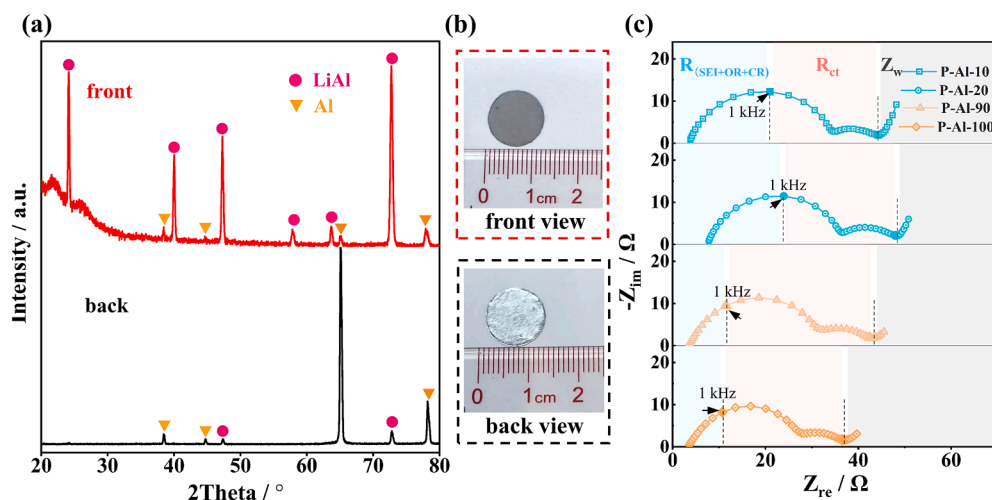 (a)
LiAl
Al
front
back
Intensity / a.u.
20 30 40 50 60 70 80
2Theta / °
(b)
0 1cm 2
front view
0 1cm 2
back view
(c)
R(SEI+OR+CR)
Rct
Zw
P-Al-10
P-Al-20
P-Al-90
P-Al-100
1 kHz
1 kHz
1 kHz
1 kHz
20
10
0
20
10
0
20
10
0
20
10
0
-Zim / Ω
0 20 40 60
Zre / Ω